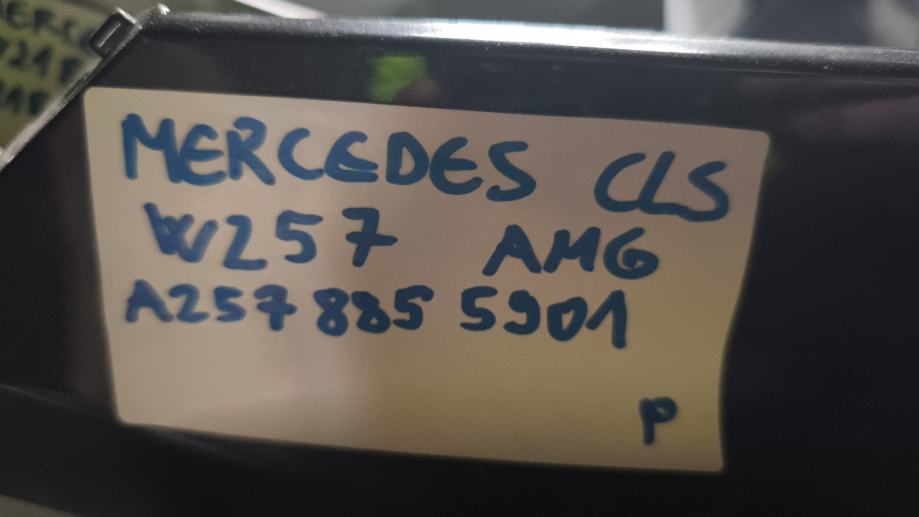 MERCEDES CLS
W257 AMG
A257 885 5901
P